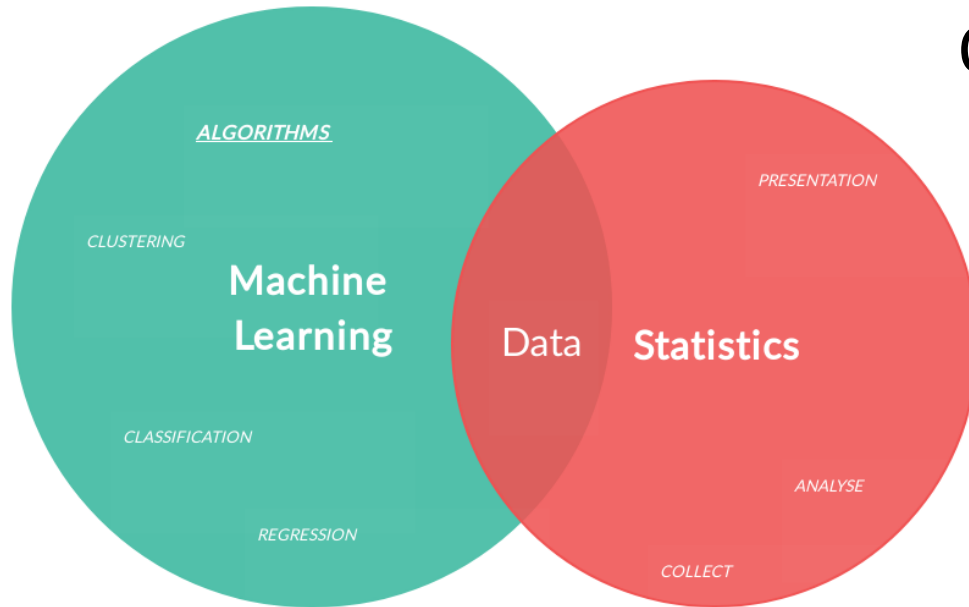 ALGORITHMS
PRESENTATION
CLUSTERING
Machine
Learning
Data
Statistics
CLASSIFICATION
ANALYSE
REGRESSION
COLLECT